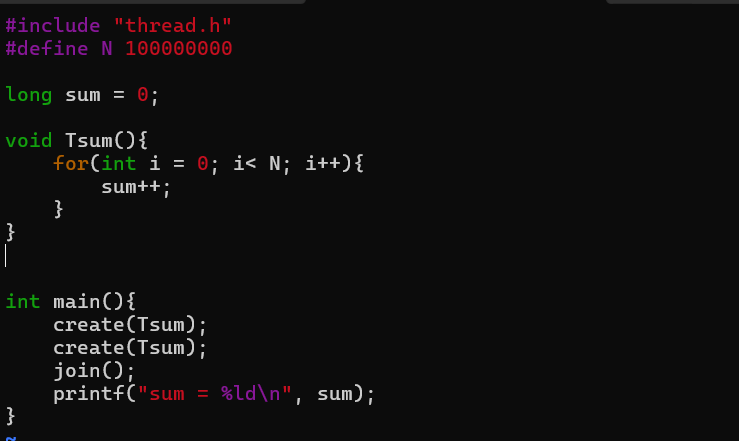 #include "thread.h"
#define N 100000000
long sum = 0;
void Tsum(){
    for(int i = 0; i< N; i++){
        sum++;
    }
}
int main(){
    create(Tsum);
    create(Tsum);
    join();
    printf("sum = %ld\n", sum);
}
~